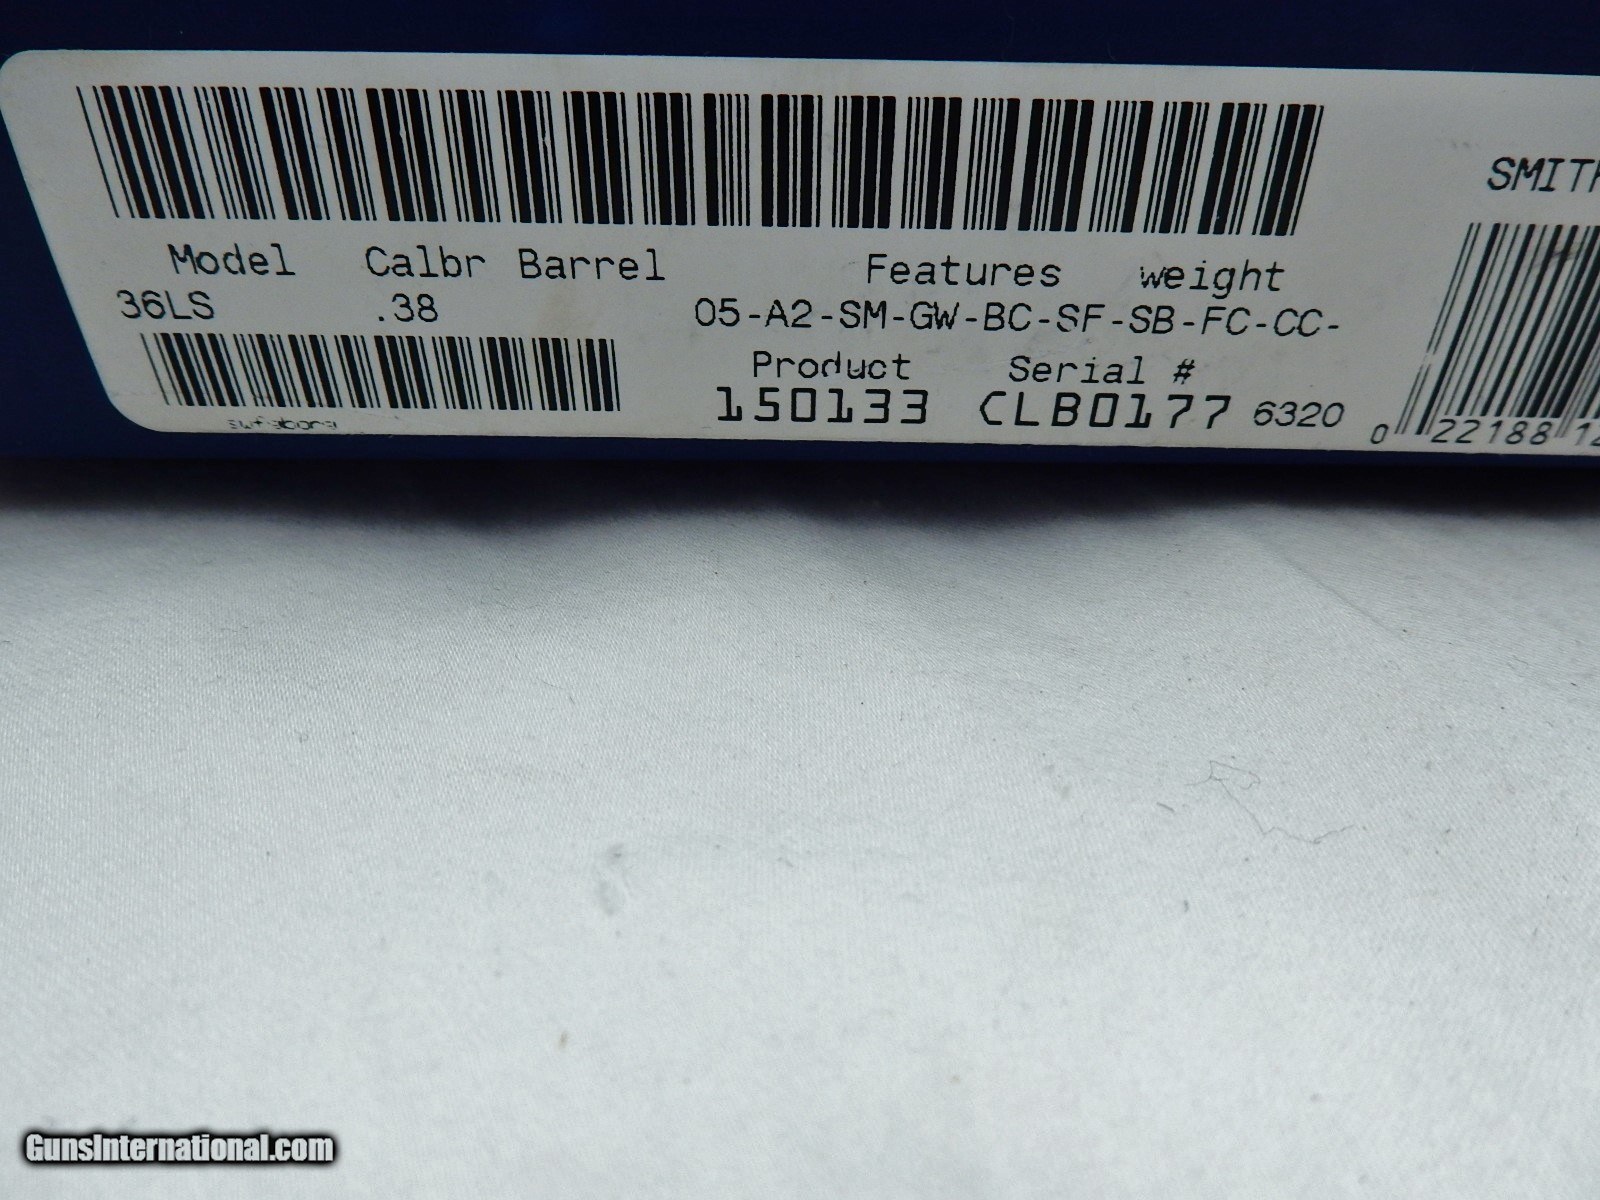 SMITH
Model Calbr Barrel Features weight
36LS .38 05-A2-SM-GW-BC-SF-SB-FC-CC-
Product Serial #
150133 CLB0177 6320
0 22188 12
GunsInternational.com